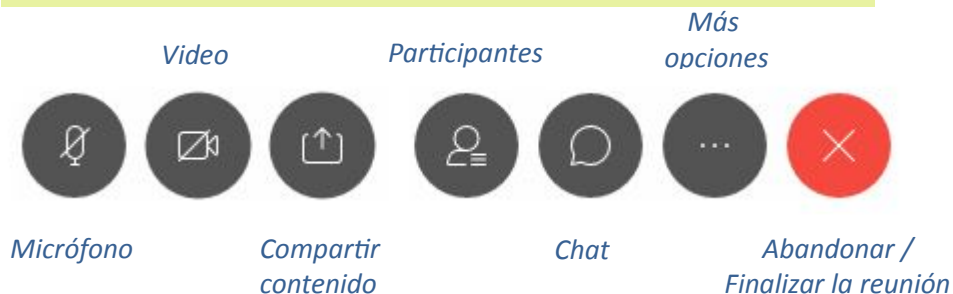 Más
Video
Participantes
opciones
Micrófono
Compartir
contenido
Chat
Abandonar /
Finalizar la reunión